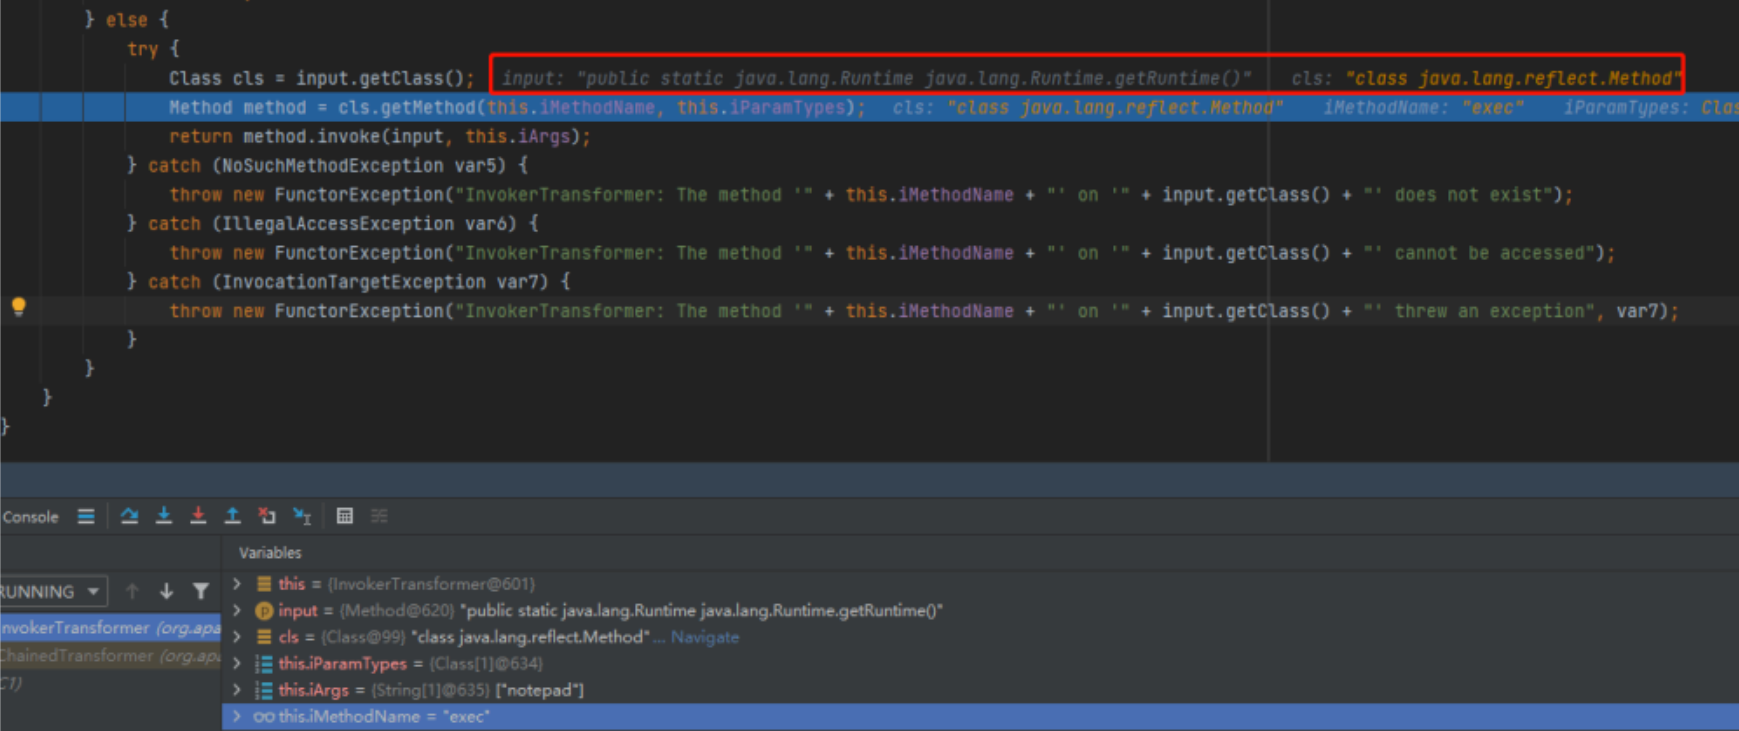 } else {
try {
Class cls = input.getClass(); input: "public static java.lang.Runtime java.lang.Runtime.getRuntime()" cls: "class java.lang.reflect.Method"
Method method = cls.getMethod(this.iMethodName, this.iParamTypes); cls: "class java.lang.reflect.Method" iMethodName: "exec" iParamTypes: Clas
return method.invoke(input, this.iArgs);
} catch (NoSuchMethodException var5) {
throw new FunctorException("InvokerTransformer: The method '" + this.iMethodName + "' on '" + input.getClass() + "' does not exist");
} catch (IllegalAccessException var6) {
throw new FunctorException("InvokerTransformer: The method '" + this.iMethodName + "' on '" + input.getClass() + "' cannot be accessed");
} catch (InvocationTargetException var7) {
throw new FunctorException("InvokerTransformer: The method '" + this.iMethodName + "' on '" + input.getClass() + "' threw an exception", var7);
}
}
}
}
Console
Variables
RUNNING
this = {InvokerTransformer@601}
input = {Method@620} "public static java.lang.Runtime java.lang.Runtime.getRuntime()"
nvokerTransformer (org.apa
cls = {Class@99} "class java.lang.reflect.Method"... Navigate
ChainedTransformer (org.apa
this.iParamTypes = {Class[1]@634}
C1)
this.iArgs = {String[1]@635} ["notepad"]
this.iMethodName = "exec"